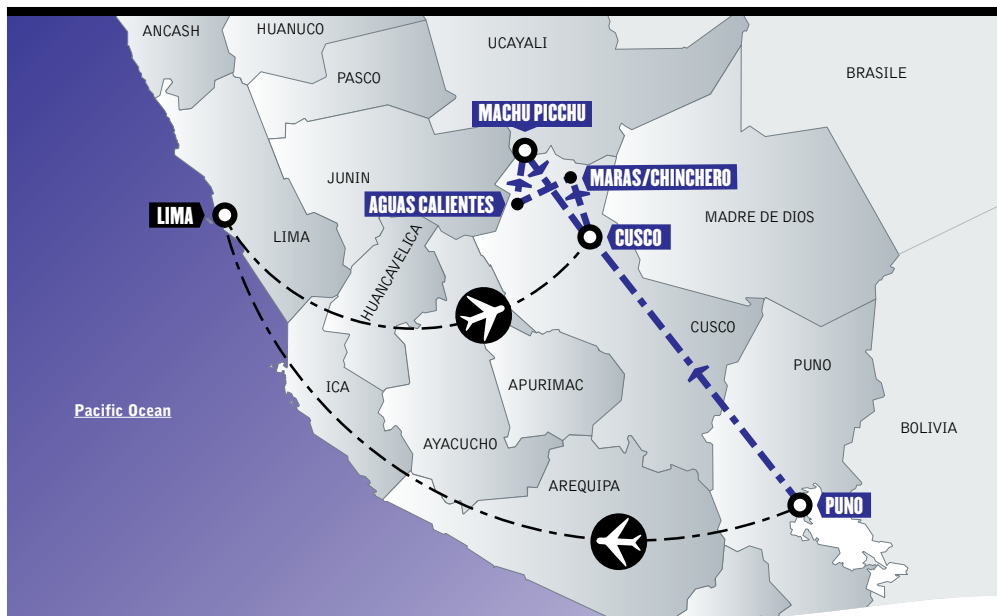 ANCASH
HUANUCO
UCAYALI
BRASILE
PASCO
MACHU PICCHU
JUNIN
MARAS/CHINCHERO
AGUAS CALIENTES
LIMA
MADRE DE DIOS
LIMA
CUSCO
HUANCAVELICA
CUSCO
PUNO
ICA
APURIMAC
Pacific Ocean
BOLIVIA
AYACUCHO
AREQUIPA
PUNO